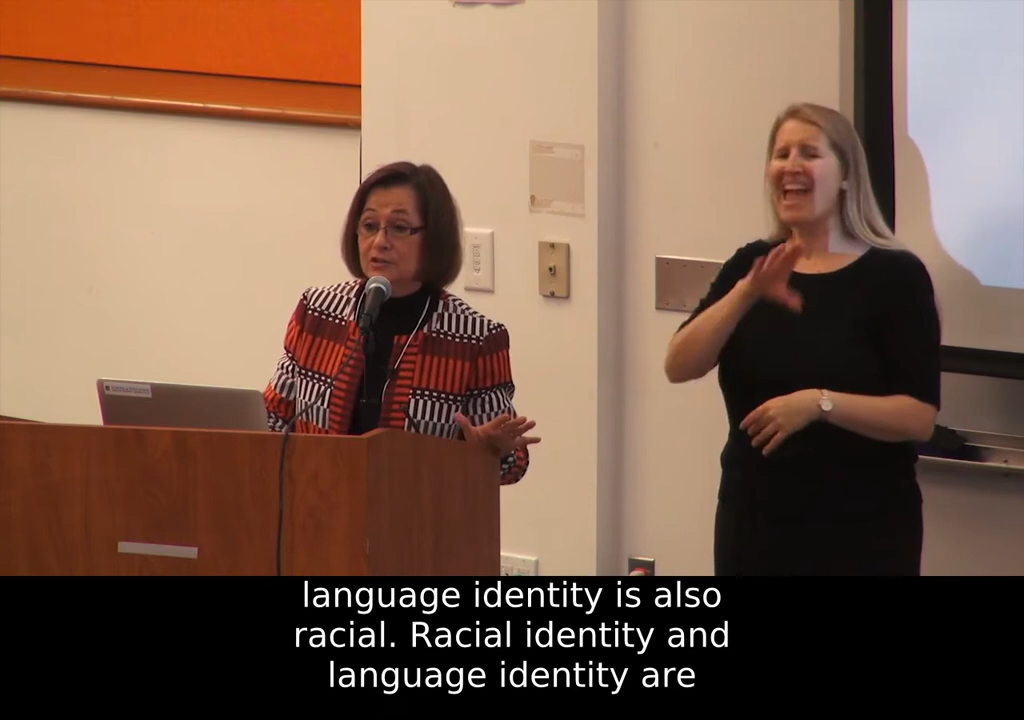 language identity is also
racial. Racial identity and
language identity are